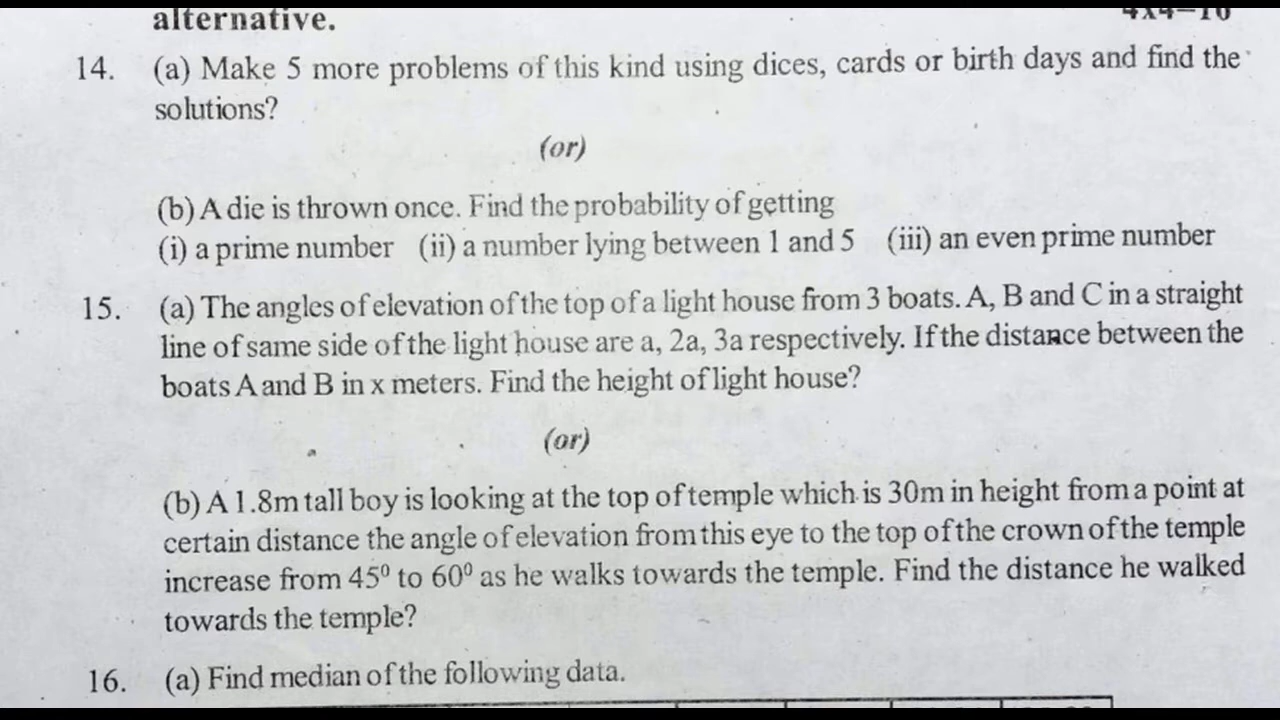 alternative. 4x4=16
14. (a) Make 5 more problems of this kind using dices, cards or birth days and find the
solutions?
(or)
(b) A die is thrown once. Find the probability of getting
(i) a prime number (ii) a number lying between 1 and 5 (iii) an even prime number
15. (a) The angles of elevation of the top of a light house from 3 boats. A, B and C in a straight
line of same side of the light house are a, 2a, 3a respectively. If the distance between the
boats A and B in x meters. Find the height of light house?
(or)
(b) A 1.8m tall boy is looking at the top of temple which is 30m in height from a point at
certain distance the angle of elevation from this eye to the top of the crown of the temple
increase from 45⁰ to 60⁰ as he walks towards the temple. Find the distance he walked
towards the temple?
16. (a) Find median of the following data.